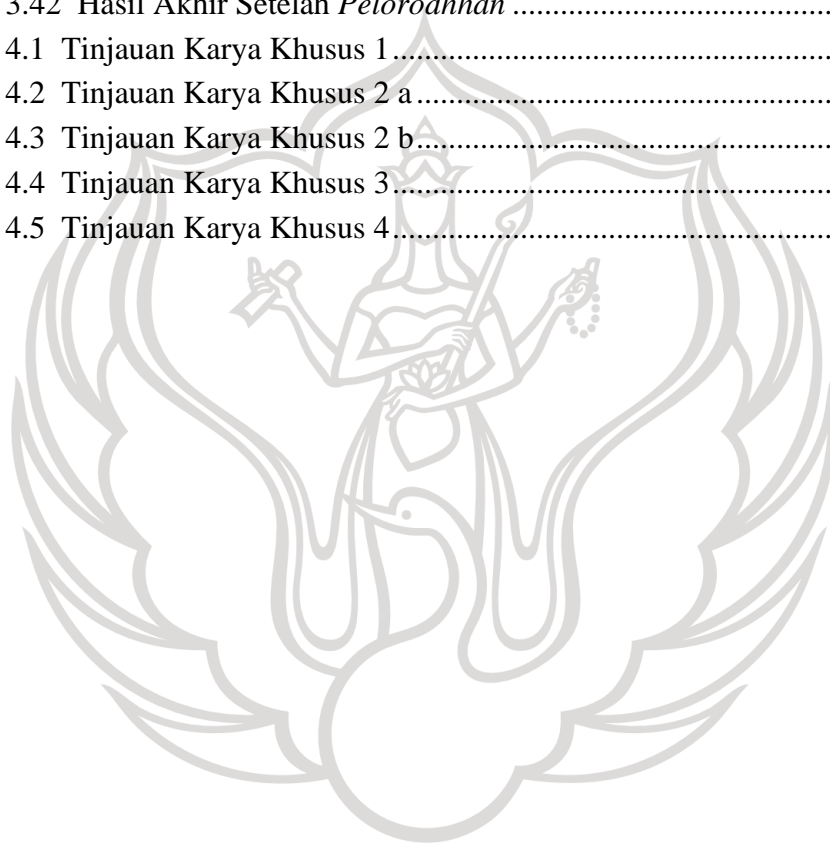 3.42 Hasil Akhir Setelah Pelorodnhan ........................................
4.1 Tinjauan Karya Khusus 1 ........................................................
4.2 Tinjauan Karya Khusus 2 a .....................................................
4.3 Tinjauan Karya Khusus 2 b .....................................................
4.4 Tinjauan Karya Khusus 3 ........................................................
4.5 Tinjauan Karya Khusus 4 ........................................................